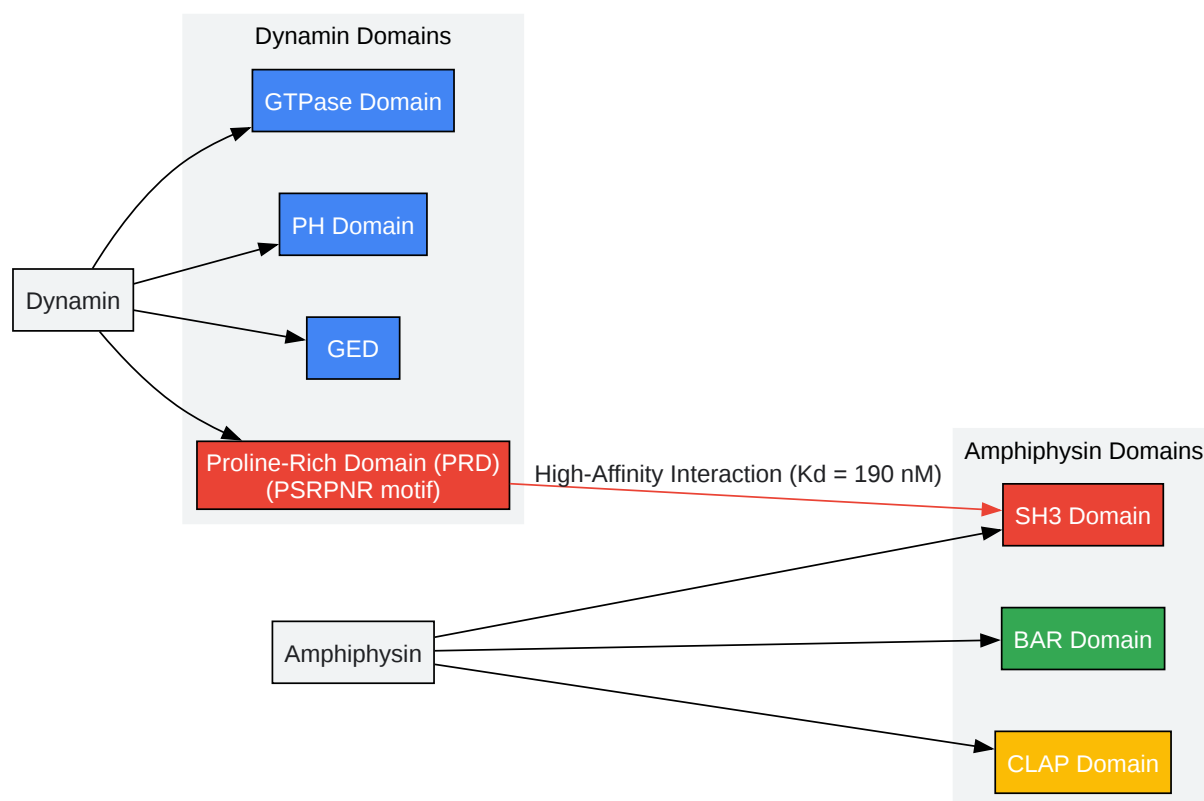 Dynamin Domains
GTPase Domain
PH Domain
Dynamin
GED
Proline-Rich Domain (PRD)
(PSRPNR motif)
High-Affinity Interaction (Kd = 190 nM)
Amphiphysin Domains
SH3 Domain
Amphiphysin
BAR Domain
CLAP Domain